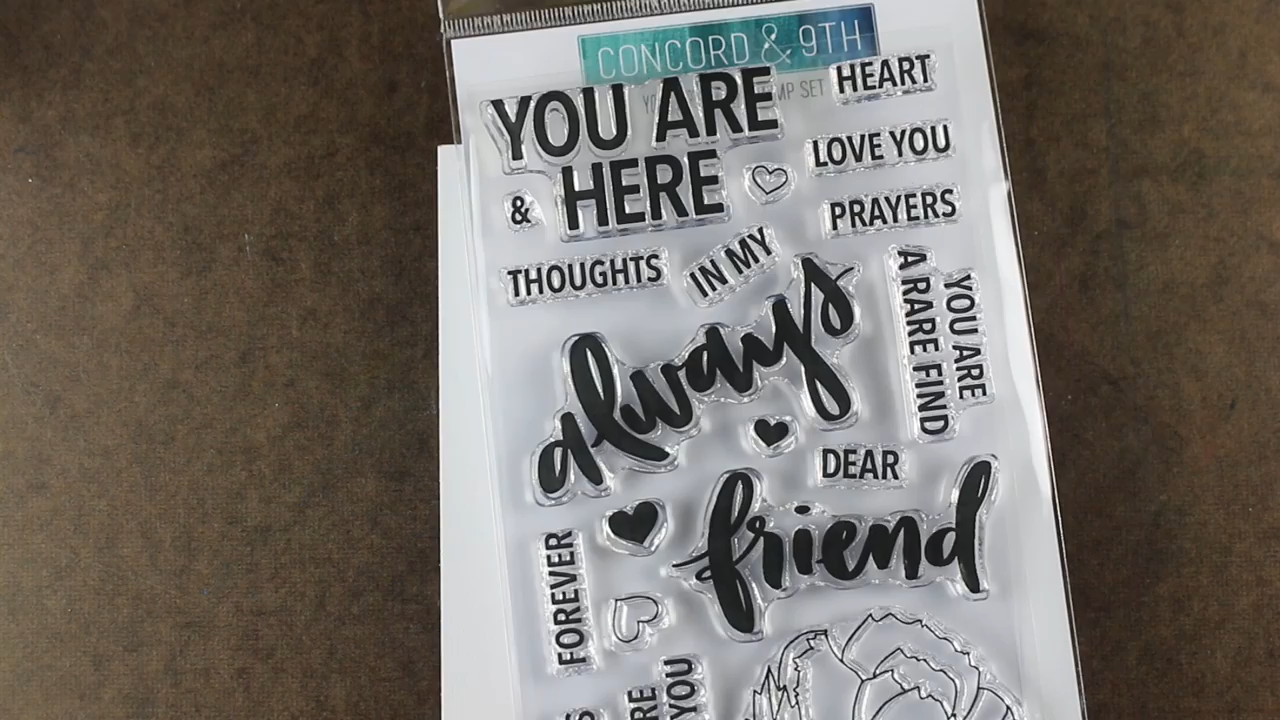 CONCORD & 9TH
YOU ARE
HERE
&
HEART
LOVE YOU
PRAYERS
THOUGHTS
IN MY
always
YOU ARE
A RARE FIND
DEAR
friend
FOREVER
YOU